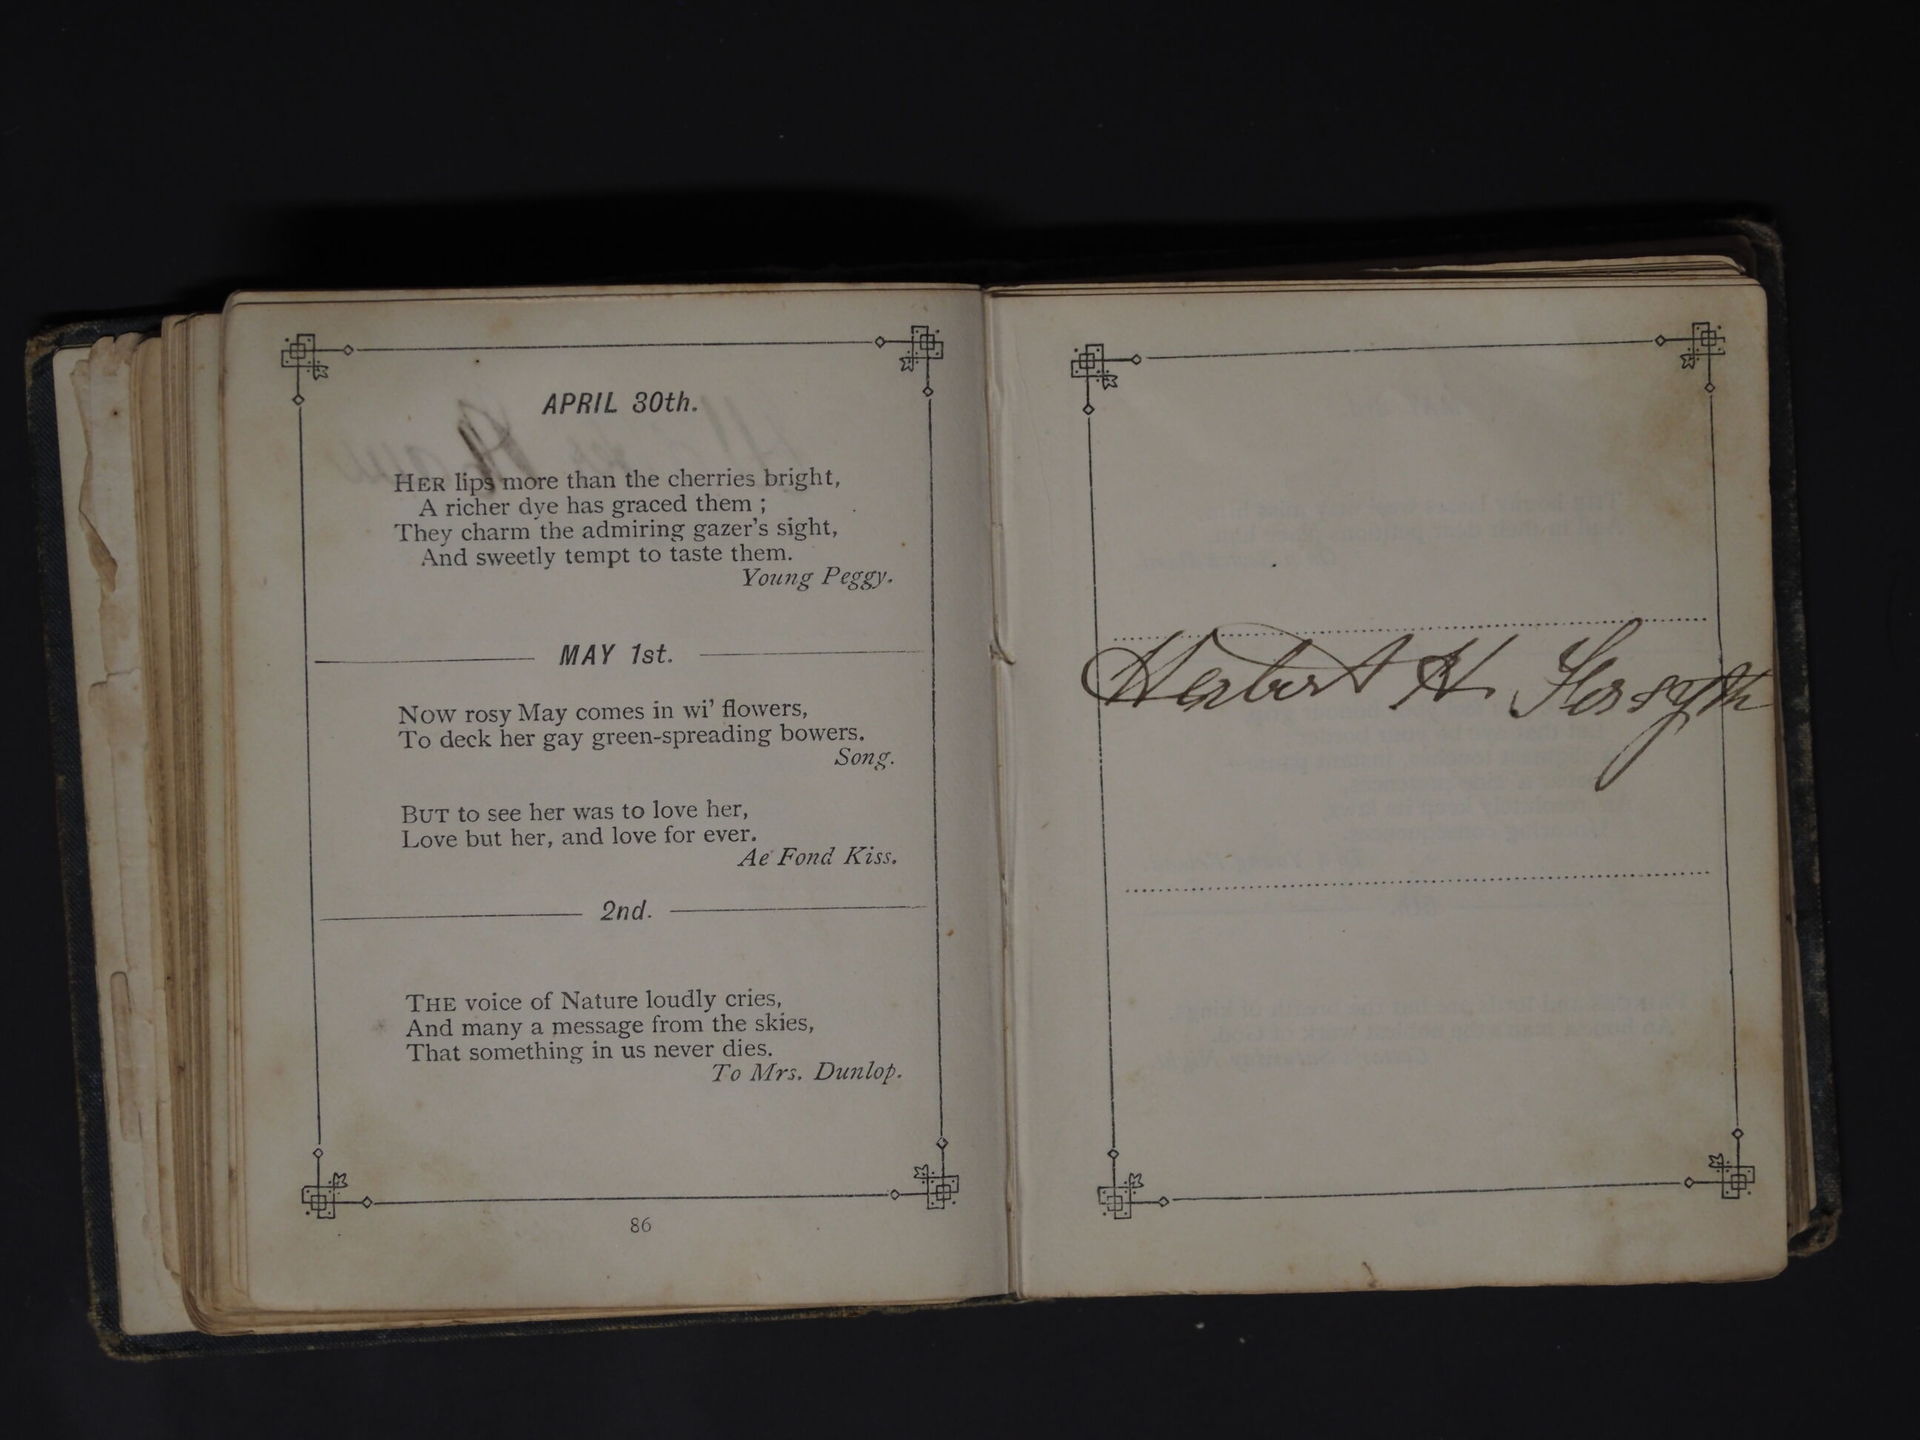 APRIL 30th.
HER lips more than the cherries bright,
A richer dye has graced them ;
They charm the admiring gazer's sight,
And sweetly tempt to taste them.
Young Peggy.
MAY 1st.
NOW rosy May comes in wi' flowers,
To deck her gay green-spreading bowers.
Song.
BUT to see her was to love her,
Love but her, and love for ever.
Ae Fond Kiss.
2nd.
THE voice of Nature loudly cries,
And many a message from the skies,
That something in us never dies.
To Mrs. Dunlop.
86
Herbert H. Forsyth